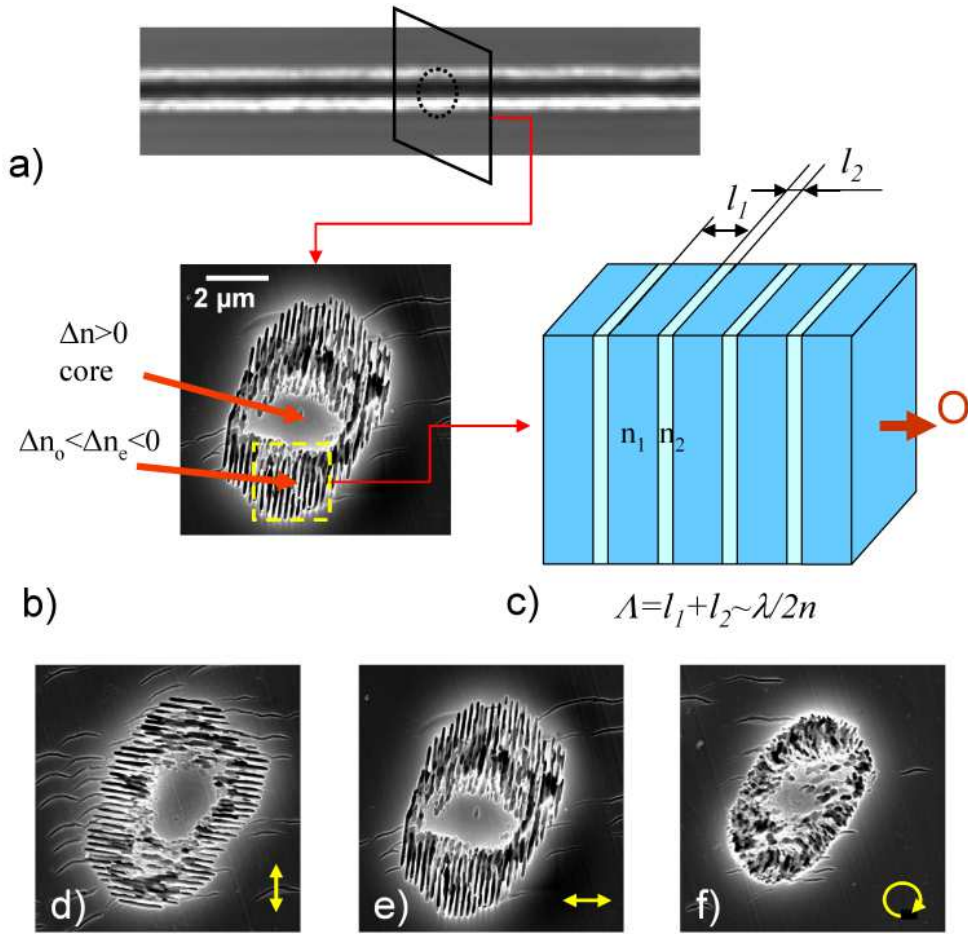 a)
l₂
l₁
2 μm
Δn>0
core
Δnₒ<Δnₑ<0
n₁
n₂
O
b)
c)
Λ=l₁+l₂~λ/2n
d)
e)
f)